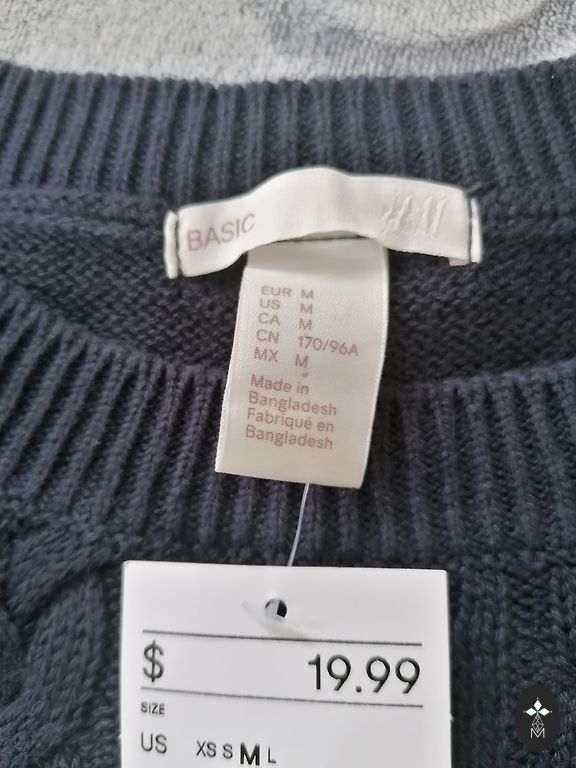 BASIC H&M
EUR M
US M
CA M
CN 170/96A
MX M
Made in
Bangladesh
Fabriqué en
Bangladesh
$ 19.99
SIZE
US XS S M L
M